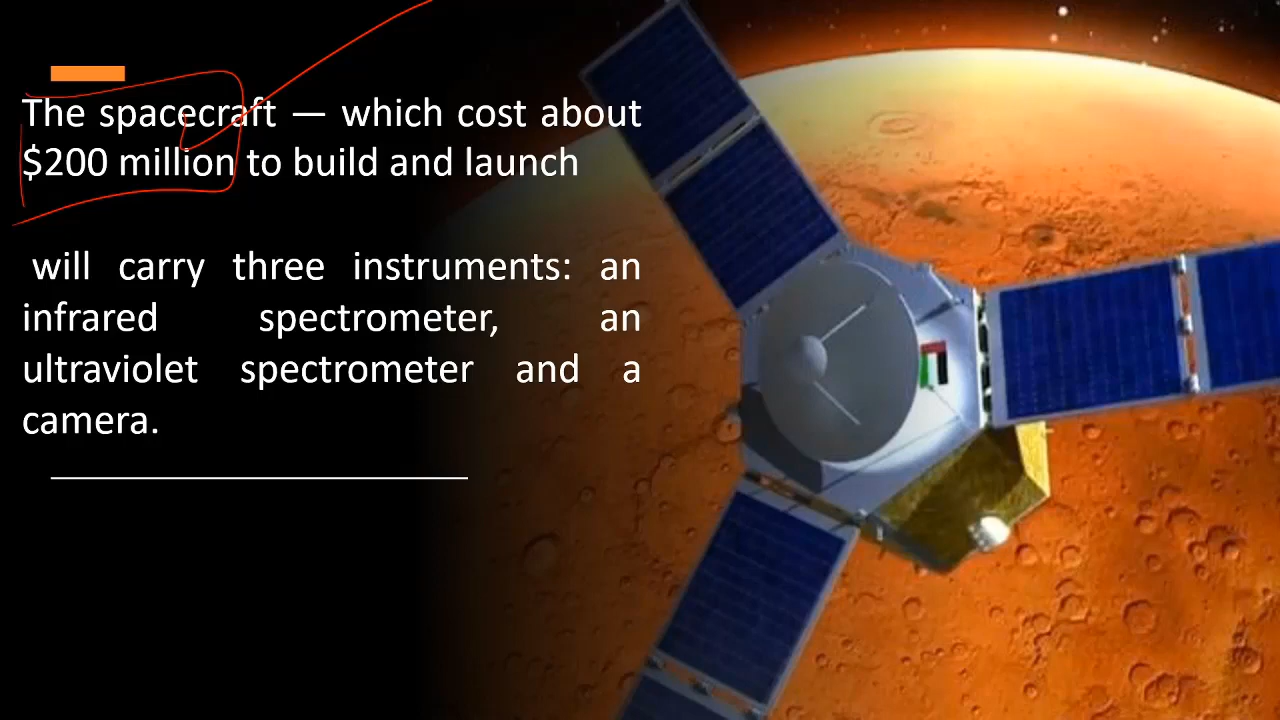 The spacecraft — which cost about
$200 million to build and launch
will carry three instruments: an
infrared spectrometer, an
ultraviolet spectrometer and a
camera.